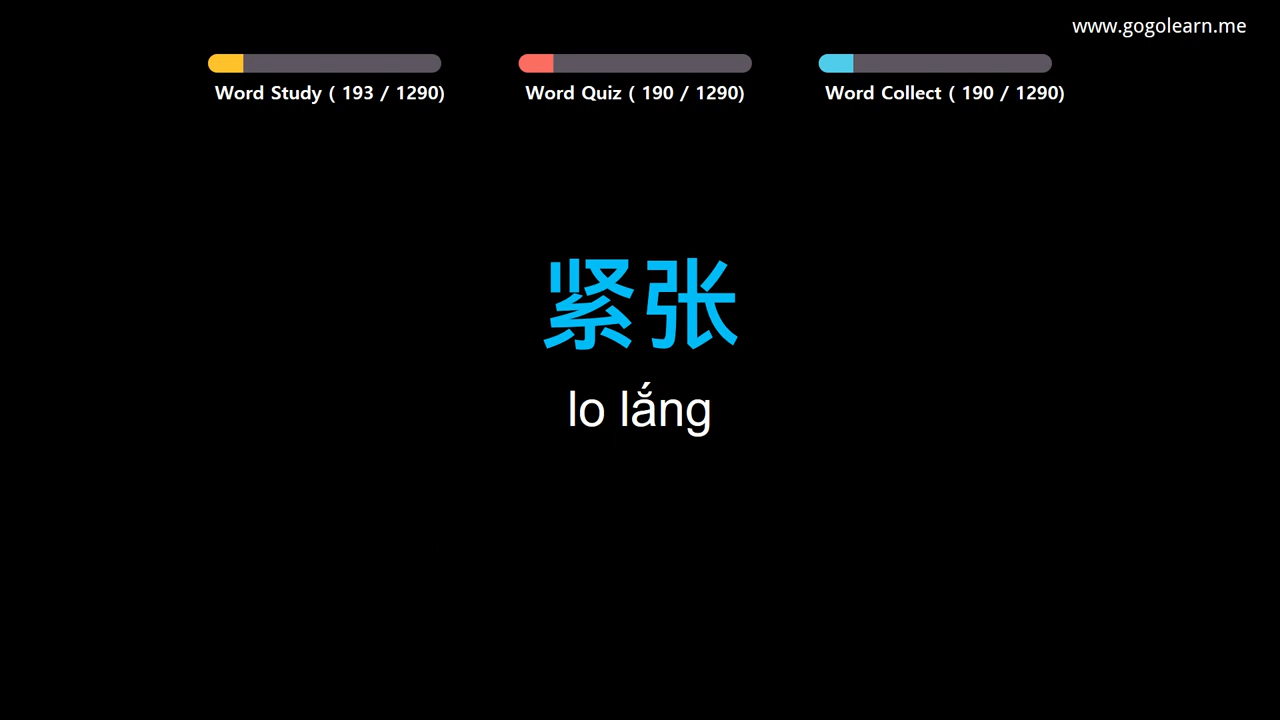 www.gogolearn.me
Word Study ( 193 / 1290)
Word Quiz ( 190 / 1290)
Word Collect ( 190 / 1290)
紧张
lo lắng